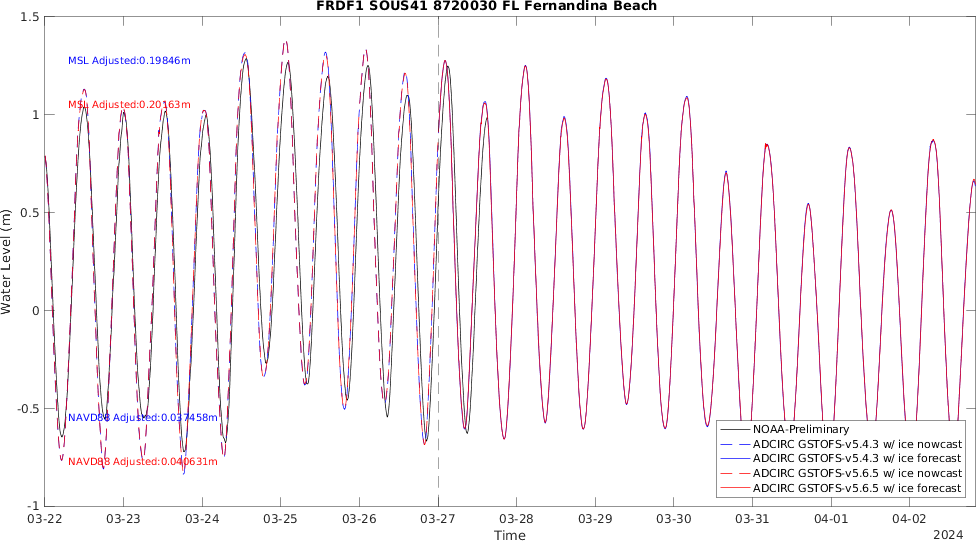 FRDF1 SOUS41 8720030 FL Fernandina Beach
1.5
1
0.5
0
-0.5
-1
Water Level (m)
MSL Adjusted:0.19846m
MSL Adjusted:0.20163m
NAVD88 Adjusted:0.037458m
NAVD88 Adjusted:0.040631m
NOAA-Preliminary
ADCIRC GSTOFS-v5.4.3 w/ ice nowcast
ADCIRC GSTOFS-v5.4.3 w/ ice forecast
ADCIRC GSTOFS-v5.6.5 w/ ice nowcast
ADCIRC GSTOFS-v5.6.5 w/ ice forecast
03-22 03-23 03-24 03-25 03-26 03-27 03-28 03-29 03-30 03-31 04-01 04-02
Time
2024